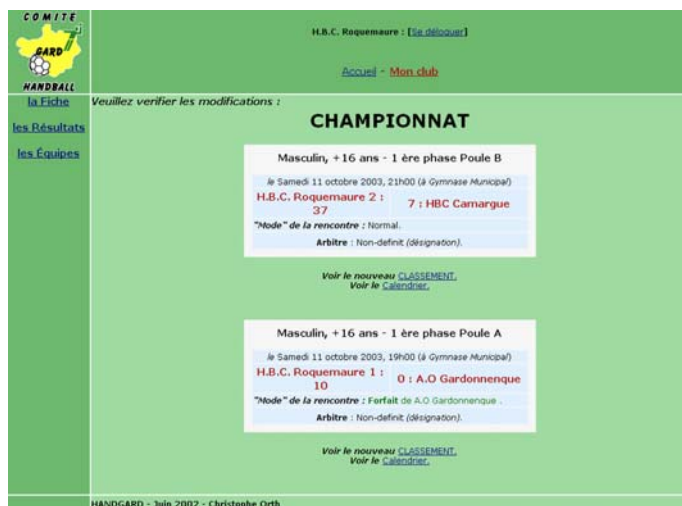 COMITE
GARD
HANDBALL
H.B.C. Roquemaure : [Se déloguer]
Accueil - Mon club
la Fiche
les Résultats
les Équipes
Veuillez verifier les modifications :
CHAMPIONNAT
Masculin, +16 ans - 1 ère phase Poule B
le Samedi 11 octobre 2003, 21h00 (à Gymnase Municipal)
H.B.C. Roquemaure 2 :
37
7 : HBC Camargue
"Mode" de la rencontre : Normal.
Arbitre : Non-definit (désignation).
Voir le nouveau CLASSEMENT.
Voir le Calendrier.
Masculin, +16 ans - 1 ère phase Poule A
le Samedi 11 octobre 2003, 19h00 (à Gymnase Municipal)
H.B.C. Roquemaure 1 :
10
0 : A.O Gardonnenque
"Mode" de la rencontre : Forfait de A.O Gardonnenque .
Arbitre : Non-definit (désignation).
Voir le nouveau CLASSEMENT.
Voir le Calendrier.
HANDGARD - Juin 2002 - Christophe Orth